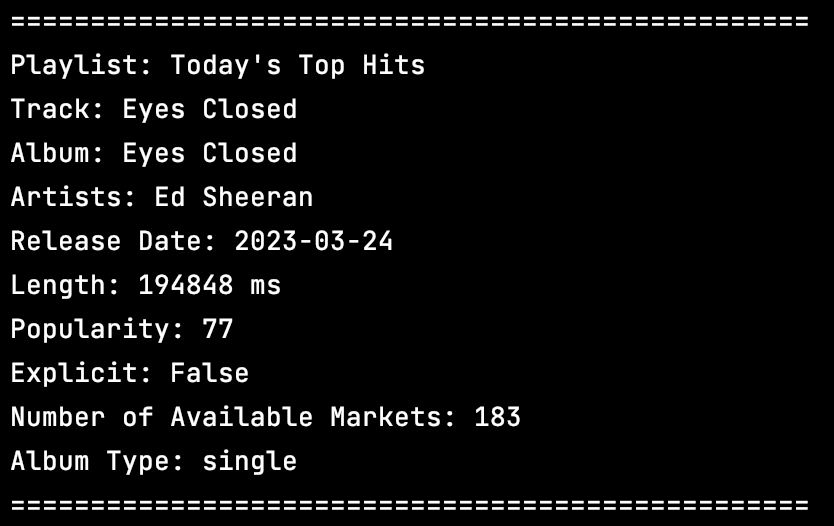 ==================================================
Playlist: Today's Top Hits
Track: Eyes Closed
Album: Eyes Closed
Artists: Ed Sheeran
Release Date: 2023-03-24
Length: 194848 ms
Popularity: 77
Explicit: False
Number of Available Markets: 183
Album Type: single
==================================================